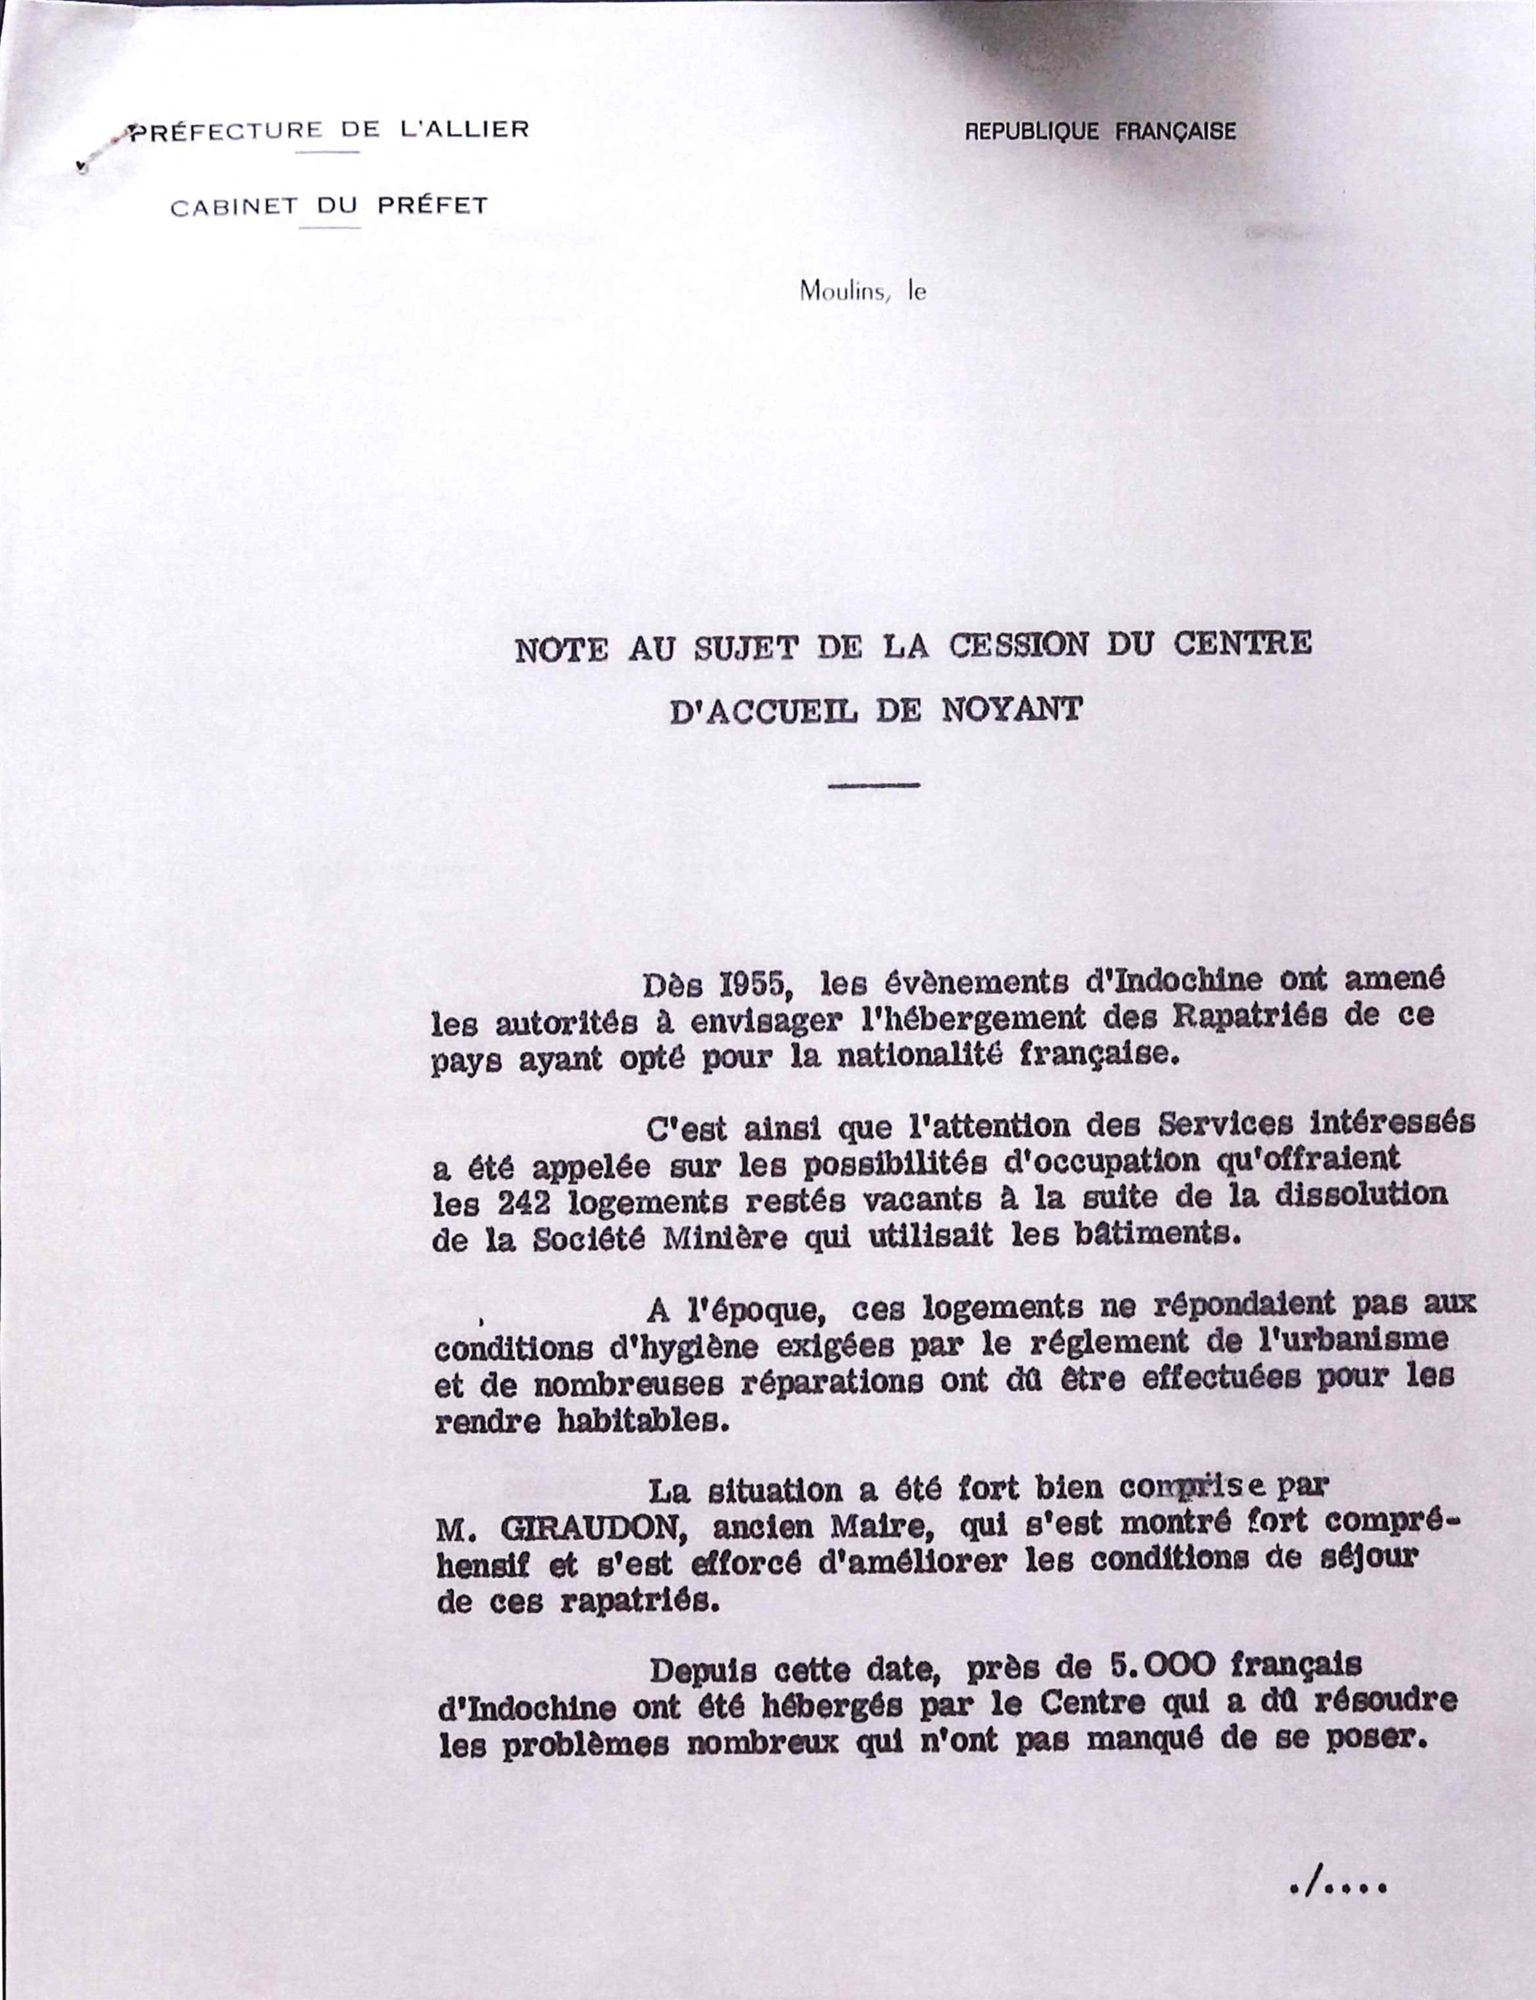 PRÉFECTURE DE L'ALLIER
REPUBLIQUE FRANÇAISE
CABINET DU PRÉFET
Moulins, le
NOTE AU SUJET DE LA CESSION DU CENTRE
D'ACCUEIL DE NOYANT
Dès I955, les évènements d'Indochine ont amené
les autorités à envisager l'hébergement des Rapatriés de ce
pays ayant opté pour la nationalité française.
C'est ainsi que l'attention des Services intéressés
a été appelée sur les possibilités d'occupation qu'offraient
les 242 logements restés vacants à la suite de la dissolution
de la Société Minière qui utilisait les bâtiments.
A l'époque, ces logements ne répondaient pas aux
conditions d'hygiène exigées par le réglement de l'urbanisme
et de nombreuses réparations ont dû être effectuées pour les
rendre habitables.
La situation a été fort bien comprise par
M. GIRAUDON, ancien Maire, qui s'est montré fort compré-
hensif et s'est efforcé d'améliorer les conditions de séjour
de ces rapatriés.
Depuis cette date, près de 5.000 français
d'Indochine ont été hébergés par le Centre qui a dû résoudre
les problèmes nombreux qui n'ont pas manqué de se poser.
./....